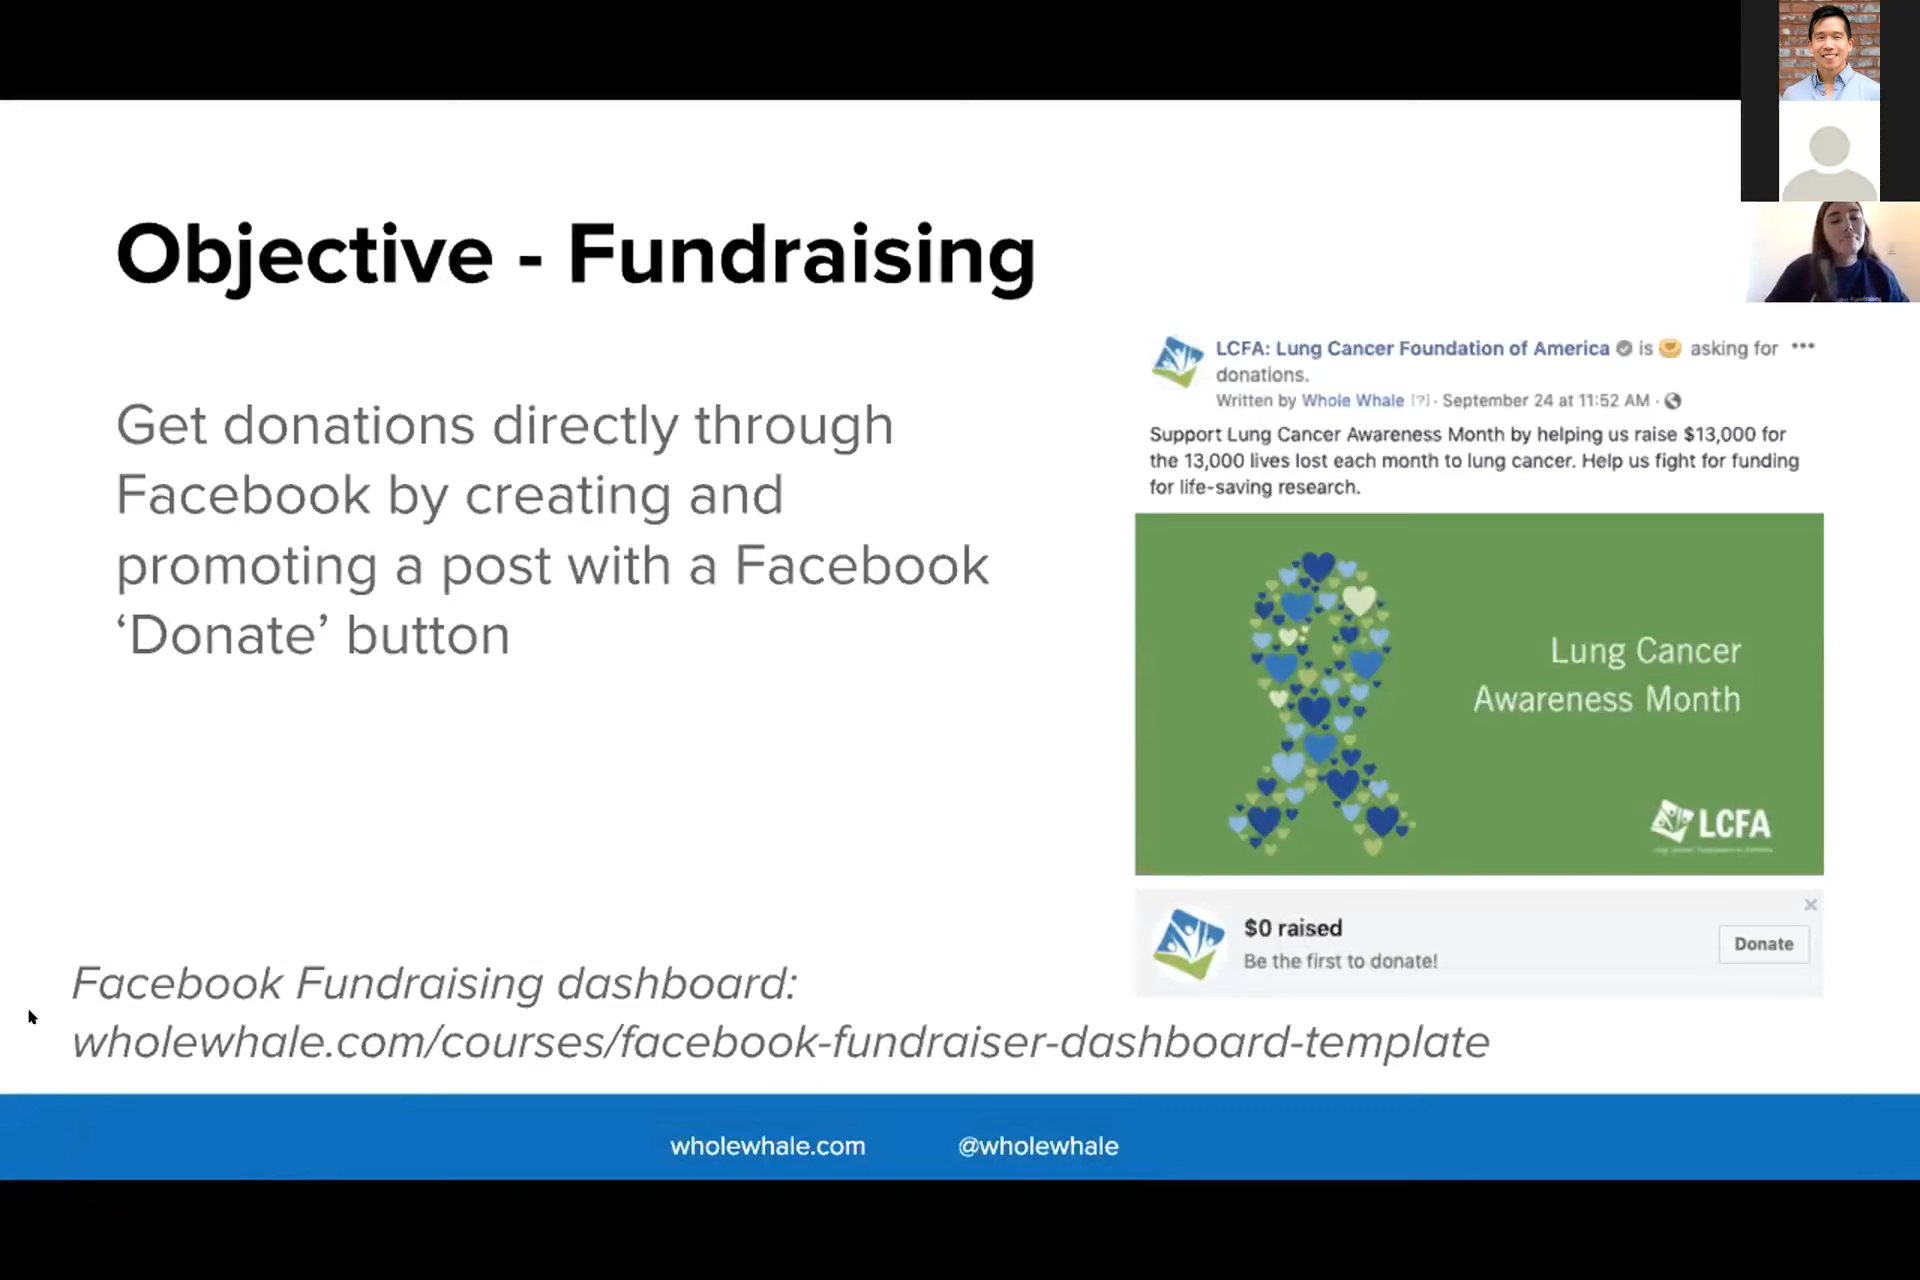 Objective - Fundraising
Get donations directly through
Facebook by creating and
promoting a post with a Facebook
‘Donate’ button
LCFA: Lung Cancer Foundation of America is asking for
donations.
Written by Whole Whale [?] · September 24 at 11:52 AM ·
Support Lung Cancer Awareness Month by helping us raise $13,000 for
the 13,000 lives lost each month to lung cancer. Help us fight for funding
for life-saving research.
Lung Cancer
Awareness Month
LCFA
$0 raised
Be the first to donate!
Donate
Facebook Fundraising dashboard:
wholewhale.com/courses/facebook-fundraiser-dashboard-template
wholewhale.com @wholewhale